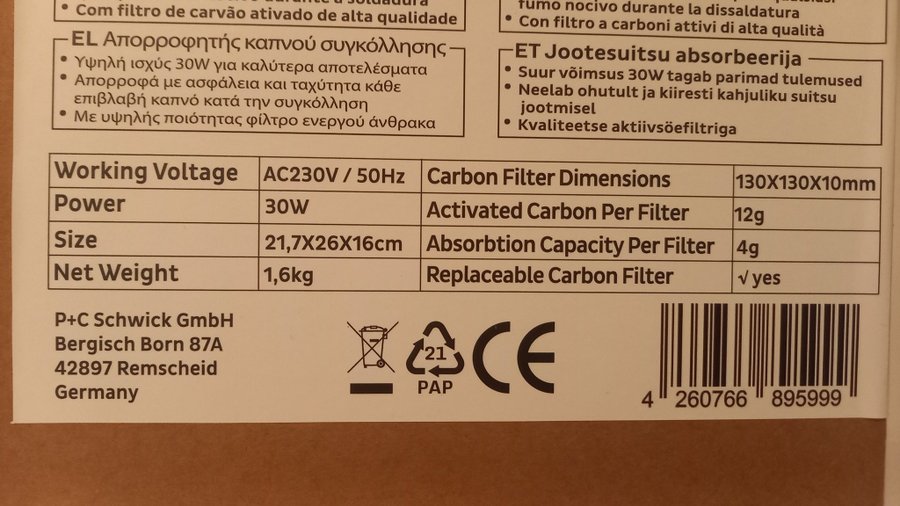 • Com filtro de carvão ativado de alta qualidade
fumo nocivo durante la dissaldatura
• Con filtro a carboni attivi di alta qualità
EL Απορροφητής καπνού συγκόλλησης
• Υψηλή ισχύς 30W για καλύτερα αποτελέσματα
• Απορροφά με ασφάλεια και ταχύτητα κάθε
επιβλαβή καπνό κατά την συγκόλληση
• Με υψηλής ποιότητας φίλτρο ενεργού άνθρακα
ET Jootesuitsu absorbeerija
• Suur võimsus 30W tagab parimad tulemused
• Neelab ohutult ja kiiresti kahjuliku suitsu
jootmisel
• Kvaliteetse aktiivsöefiltriga
Working Voltage AC230V / 50Hz Carbon Filter Dimensions 130X130X10mm
Power 30W Activated Carbon Per Filter 12g
Size 21,7X26X16cm Absorbtion Capacity Per Filter 4g
Net Weight 1,6kg Replaceable Carbon Filter √ yes
P+C Schwick GmbH
Bergisch Born 87A
42897 Remscheid
Germany
21
PAP
CE
4 260766 895999